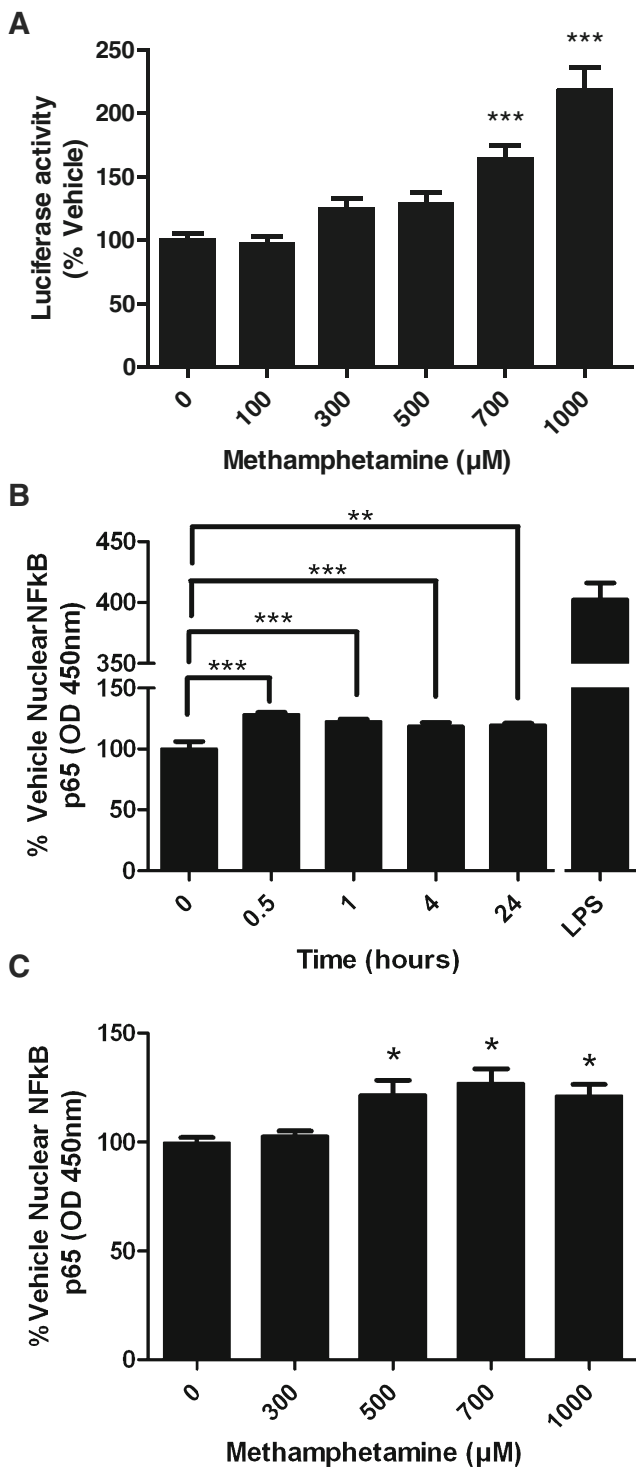 A
Luciferase activity
(% Vehicle)
250
200
150
100
50
0
***
***
0 100 300 500 700 1000
Methamphetamine (µM)
B
% Vehicle NuclearNFkB
p65 (OD 450nm)
450
400
350
150
100
50
0
**
***
***
***
0 0.5 1 4 24 LPS
Time (hours)
C
% Vehicle Nuclear NFkB
p65 (OD 450nm)
150
100
50
0
* * *
0 300 500 700 1000
Methamphetamine (µM)